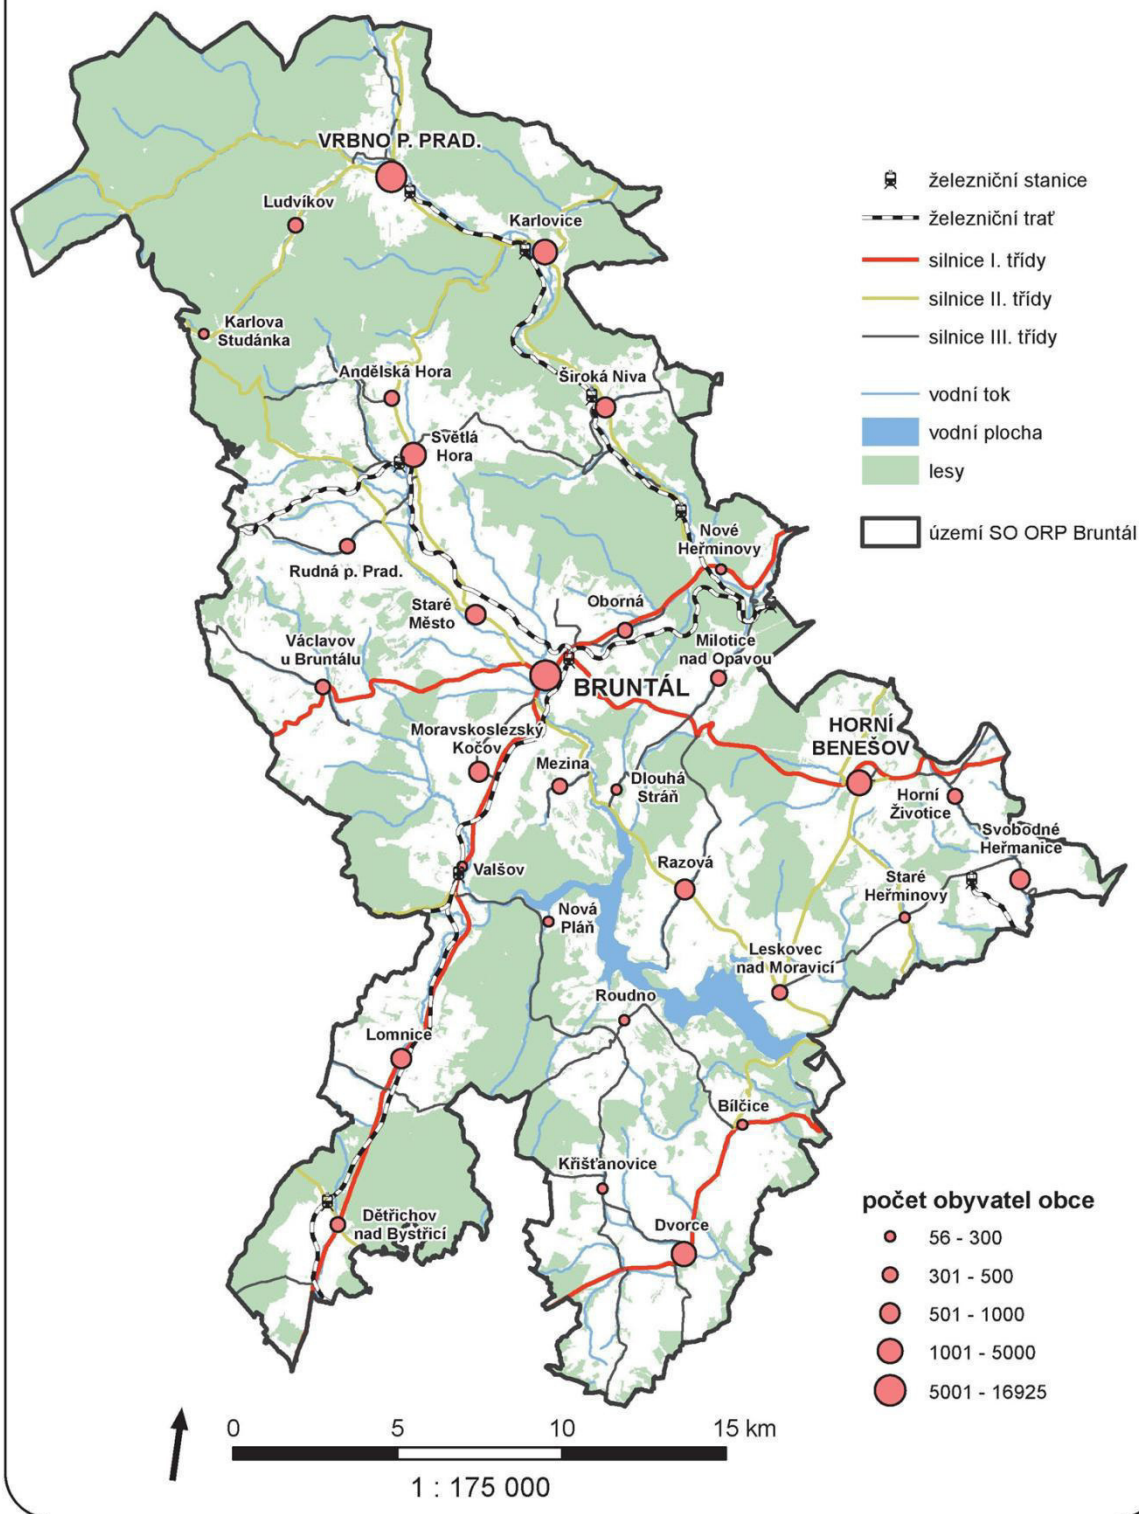 VRBNO P. PRAD.
Ludvíkov
Karlovice
Karlova
Studánka
Andělská Hora
Široká Niva
Světlá
Hora
Nové
Heřminovy
Rudná p. Prad.
Oborná
Staré
Město
Milotice
nad Opavou
Václavov
u Bruntálu
BRUNTÁL
Moravskoslezský
Kočov
HORNÍ
BENEŠOV
Mezina
Dlouhá
Stráň
Horní
Životice
Svobodné
Heřmanice
Valšov
Razová
Staré
Heřminovy
Nová
Pláň
Leskovec
nad Moravicí
Roudno
Lomnice
Bílčice
Křišťanovice
Dvorce
Dětřichov
nad Bystřicí
železniční stanice
železniční trať
silnice I. třídy
silnice II. třídy
silnice III. třídy
vodní tok
vodní plocha
lesy
území SO ORP Bruntál
počet obyvatel obce
56 - 300
301 - 500
501 - 1000
1001 - 5000
5001 - 16925
0 5 10 15 km
1 : 175 000